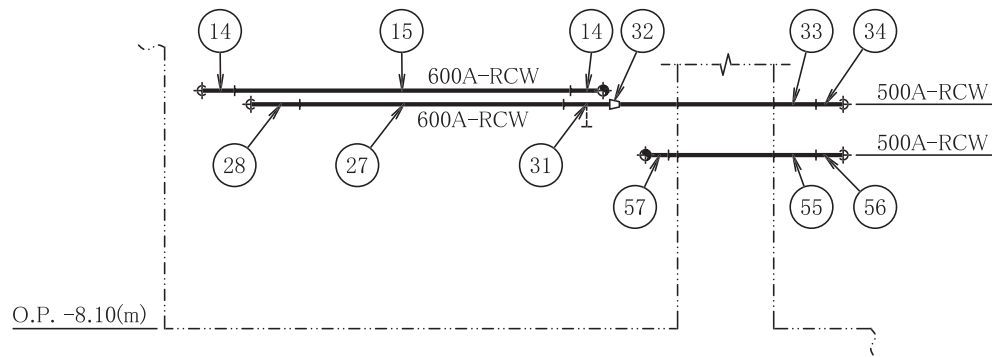 14 15 14 32 33 34
600A-RCW
500A-RCW
600A-RCW
500A-RCW
28 27 31
57 55 56
O.P. -8.10(m)